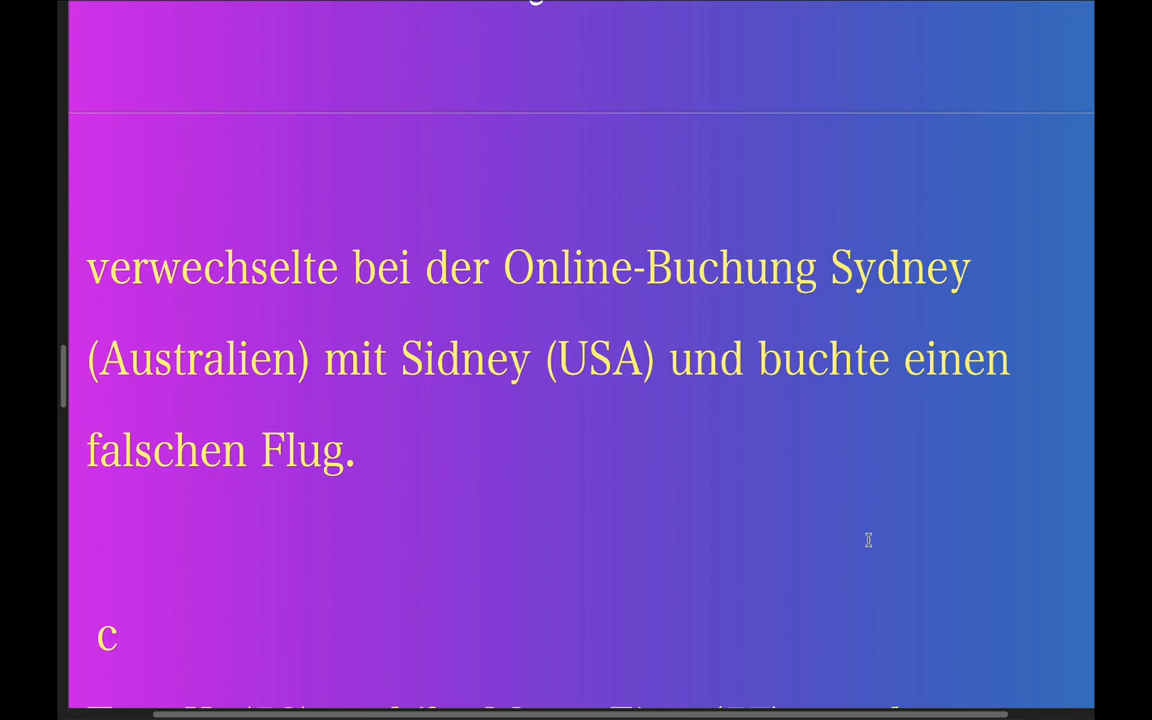 verwechselte bei der Online-Buchung Sydney
(Australien) mit Sidney (USA) und buchte einen
falschen Flug.
c